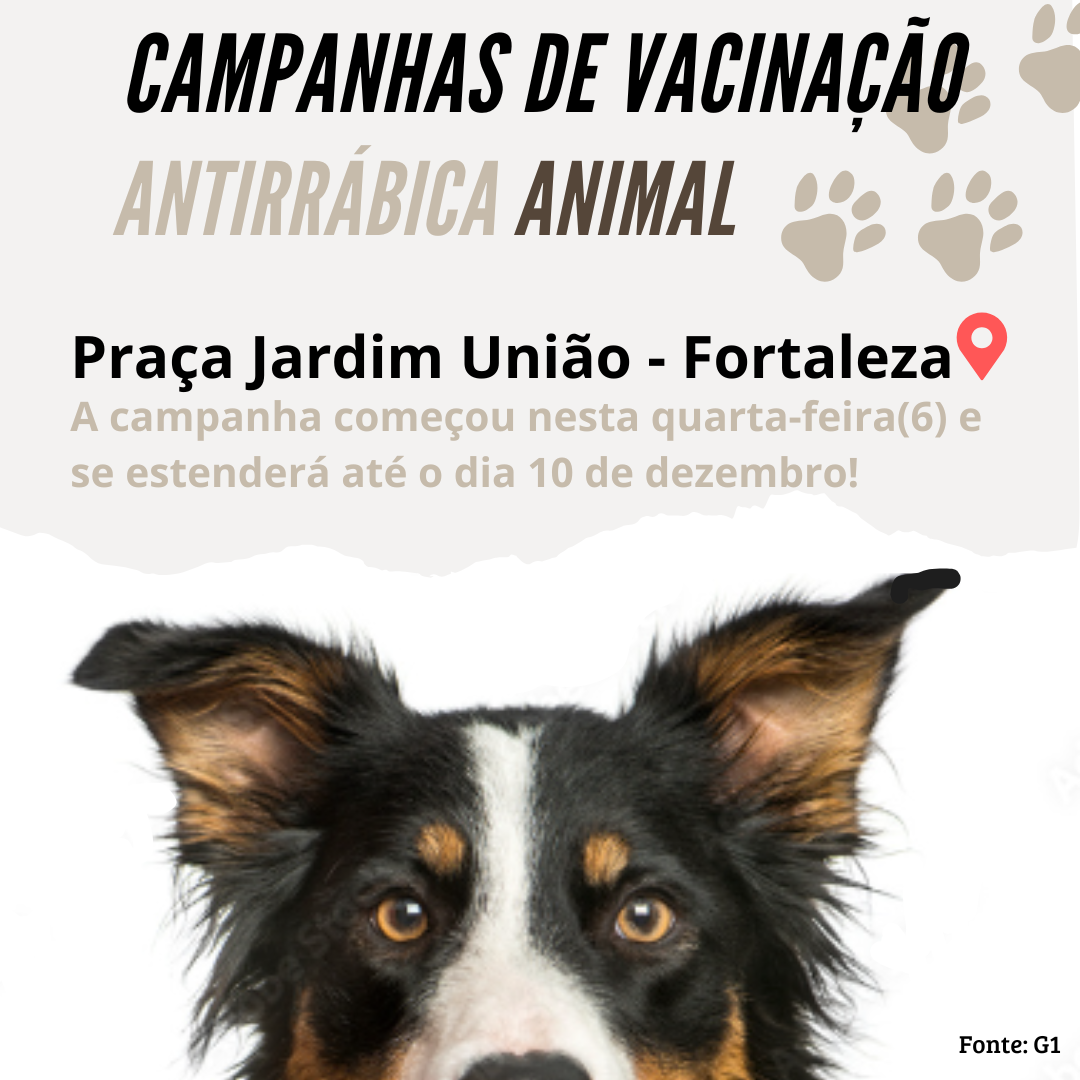 CAMPANHAS DE VACINAÇÃO
ANTIRRÁBICA ANIMAL
Praça Jardim União - Fortaleza
A campanha começou nesta quarta-feira(6) e
se estenderá até o dia 10 de dezembro!
Fonte: G1